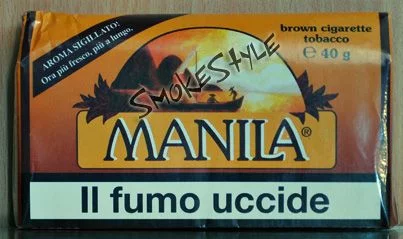 AROMA SIGILLATO!
Ora più fresco, più a lungo.
brown cigarette
tobacco
e 40 g
SmokeStyle
MANILA®
Il fumo uccide